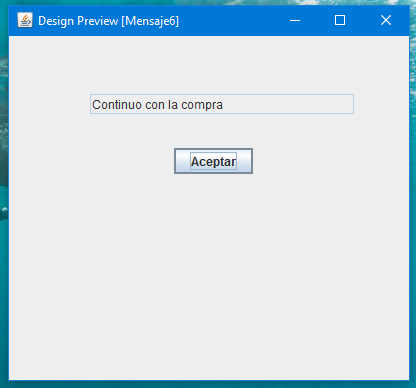 Design Preview [Mensaje6]
Continuo con la compra
Aceptar